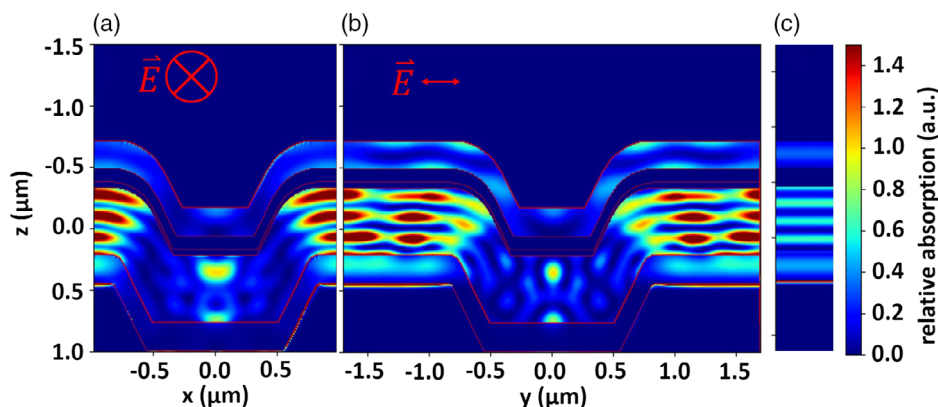 (a) (b) (c)
-1.5
-1.0
-0.5
0.0
0.5
1.0
z (μm)
E
E
-0.5 0.0 0.5
x (μm)
-1.5 -1.0 -0.5 0.0 0.5 1.0 1.5
y (μm)
1.4
1.2
1.0
0.8
0.6
0.4
0.2
0.0
relative absorption (a.u.)